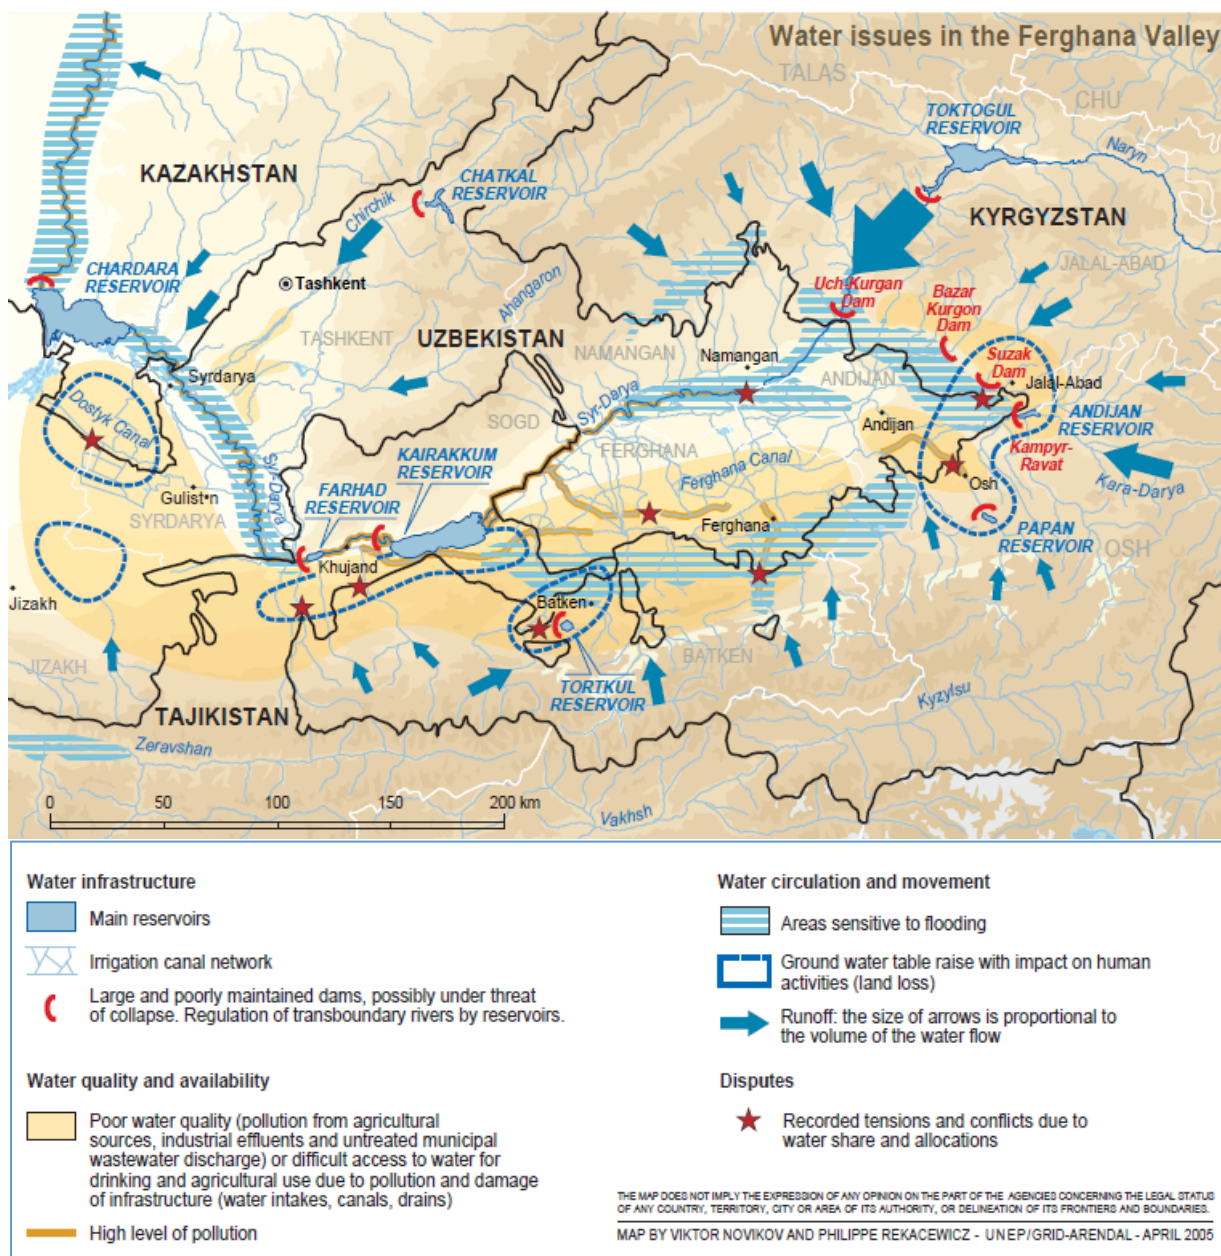 Water issues in the Ferghana Valley
TALAS
CHU
TOKTOGUL
RESERVOIR
Naryn
KAZAKHSTAN
CHATKAL
RESERVOIR
Chirchik
KYRGYZSTAN
CHARDARA
RESERVOIR
Tashkent
JALAL-ABAD
Uch-Kurgan
Dam
Bazar
Kurgon
Dam
Ahangaron
TASHKENT
UZBEKISTAN
NAMANGAN
Namangan
Suzak
Dam
Syrdarya
ANDIJAN
Jalal-Abad
Dostyk Canal
Syr-Darya
SOGD
Andijan
ANDIJAN
RESERVOIR
FERGHANA
Kampyr-
Ravat
KAIRAKKUM
RESERVOIR
Ferghana Canal
Syr-Darya
Osh
Kara-Darya
Gulist•n
FARHAD
RESERVOIR
SYRDARYA
Ferghana
PAPAN
RESERVOIR
OSH
Khujand
Jizakh
Batken
JIZAKH
BATKEN
TORTKUL
RESERVOIR
Kyzylsu
TAJIKISTAN
Zeravshan
0 50 100 150 200 km
Vakhsh
Water infrastructure
Main reservoirs
Irrigation canal network
Large and poorly maintained dams, possibly under threat
of collapse. Regulation of transboundary rivers by reservoirs.
Water quality and availability
Poor water quality (pollution from agricultural
sources, industrial effluents and untreated municipal
wastewater discharge) or difficult access to water for
drinking and agricultural use due to pollution and damage
of infrastructure (water intakes, canals, drains)
High level of pollution
Water circulation and movement
Areas sensitive to flooding
Ground water table raise with impact on human
activities (land loss)
Runoff: the size of arrows is proportional to
the volume of the water flow
Disputes
Recorded tensions and conflicts due to
water share and allocations
THE MAP DOES NOT IMPLY THE EXPRESSION OF ANY OPINION ON THE PART OF THE AGENCIES CONCERNING THE LEGAL STATUS
OF ANY COUNTRY, TERRITORY, CITY OR AREA OF ITS AUTHORITY, OR DELINEATION OF ITS FRONTIERS AND BOUNDARIES.
MAP BY VIKTOR NOVIKOV AND PHILIPPE REKACEWICZ - UNEP/GRID-ARENDAL - APRIL 2005